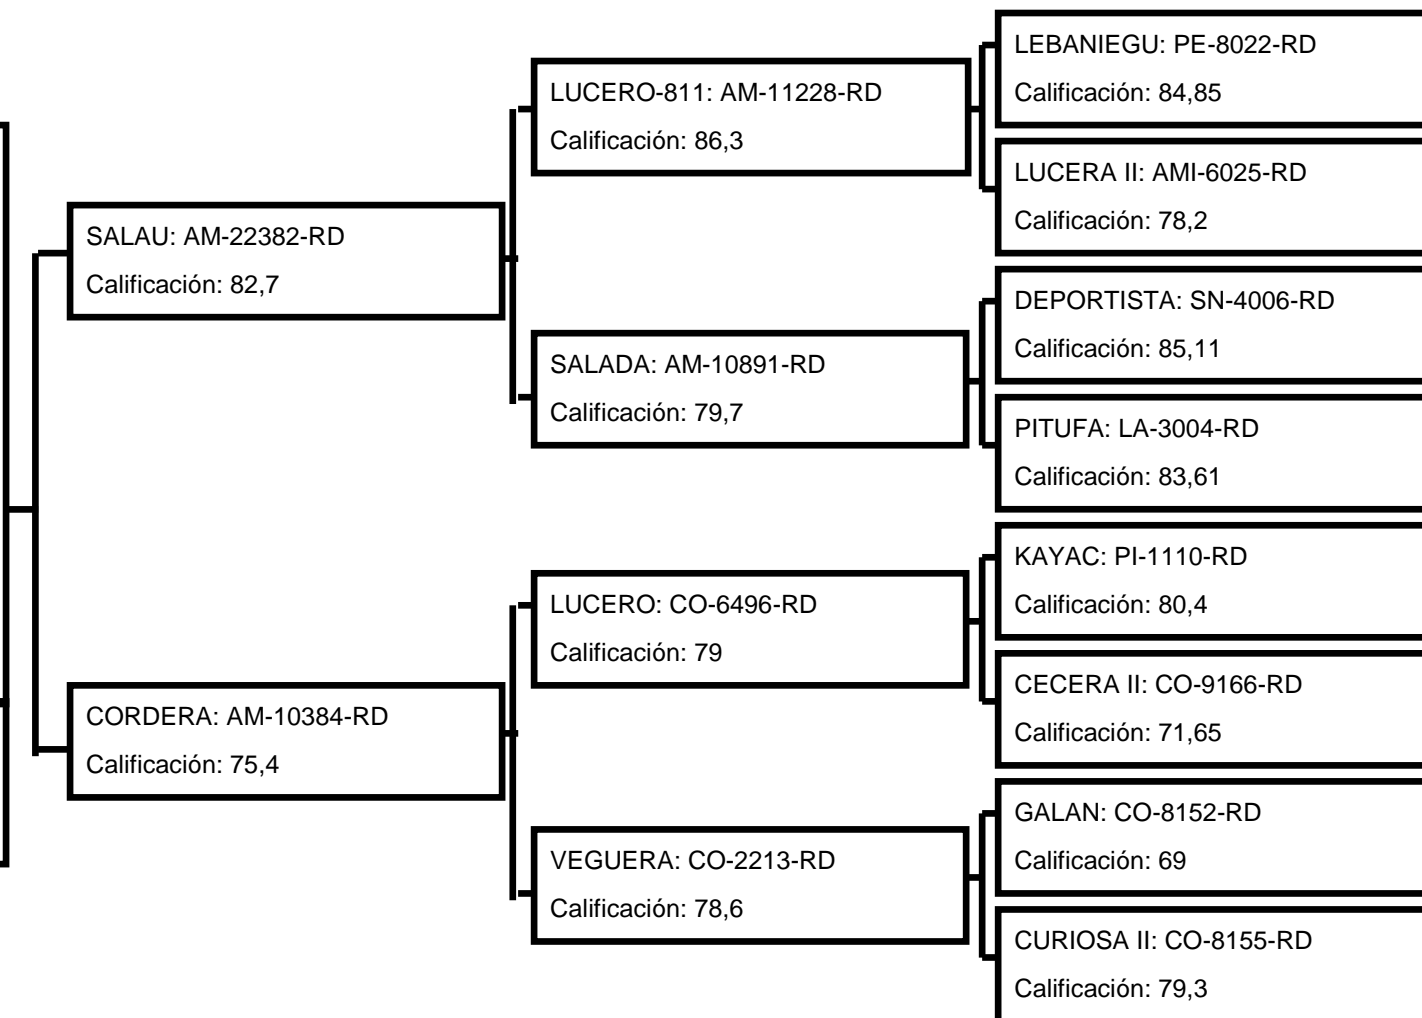 SALAU: AM-22382-RD
Calificación: 82,7
CORDERA: AM-10384-RD
Calificación: 75,4
LUCERO-811: AM-11228-RD
Calificación: 86,3
SALADA: AM-10891-RD
Calificación: 79,7
LUCERO: CO-6496-RD
Calificación: 79
VEGUERA: CO-2213-RD
Calificación: 78,6
LEBANIEGU: PE-8022-RD
Calificación: 84,85
LUCERA II: AMI-6025-RD
Calificación: 78,2
DEPORTISTA: SN-4006-RD
Calificación: 85,11
PITUFA: LA-3004-RD
Calificación: 83,61
KAYAC: PI-1110-RD
Calificación: 80,4
CECERA II: CO-9166-RD
Calificación: 71,65
GALAN: CO-8152-RD
Calificación: 69
CURIOSA II: CO-8155-RD
Calificación: 79,3